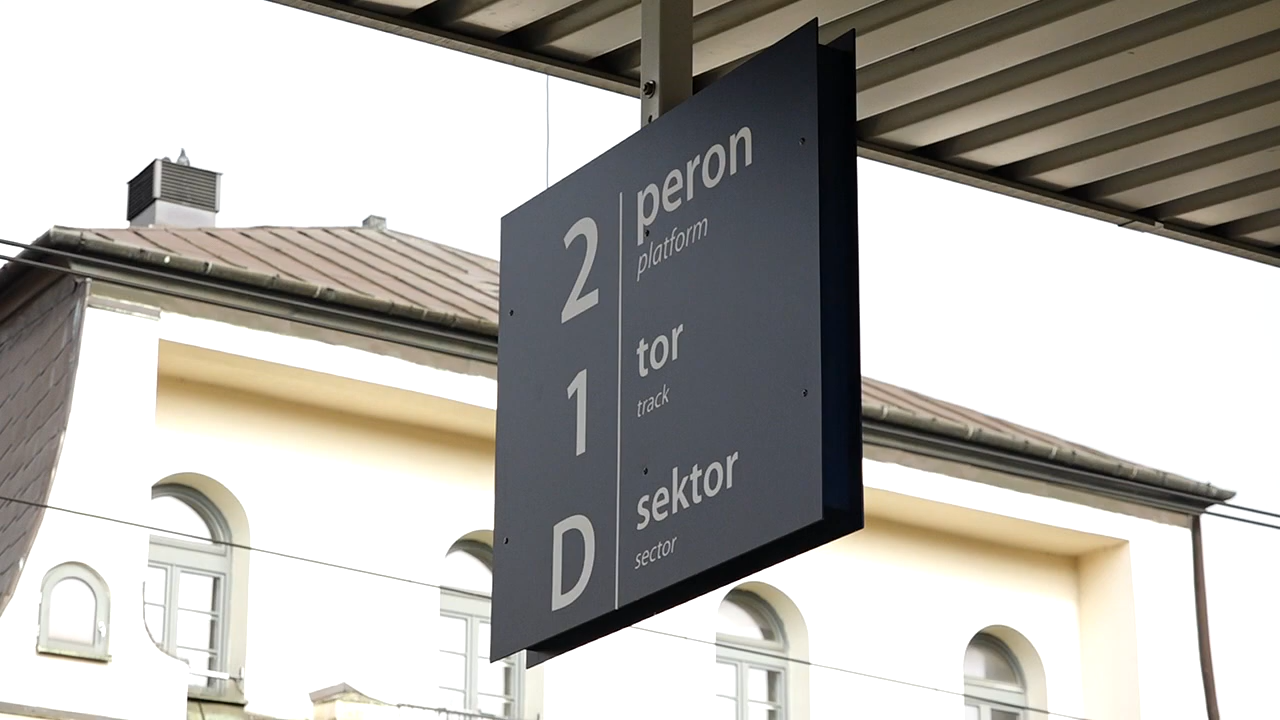 2 peron
platform
1 tor
track
D sektor
sector